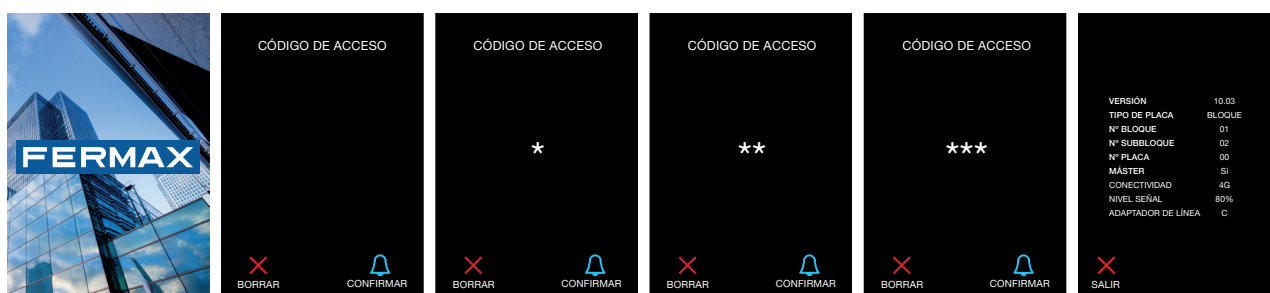 FERMAX
CÓDIGO DE ACCESO
BORRAR CONFIRMAR
CÓDIGO DE ACCESO
*
BORRAR CONFIRMAR
CÓDIGO DE ACCESO
**
BORRAR CONFIRMAR
CÓDIGO DE ACCESO
***
BORRAR CONFIRMAR
VERSIÓN 10.03
TIPO DE PLACA BLOQUE
Nº BLOQUE 01
Nº SUBBLOQUE 02
Nº PLACA 00
MÁSTER Sí
CONECTIVIDAD 4G
NIVEL SEÑAL 80%
ADAPTADOR DE LÍNEA C
SALIR